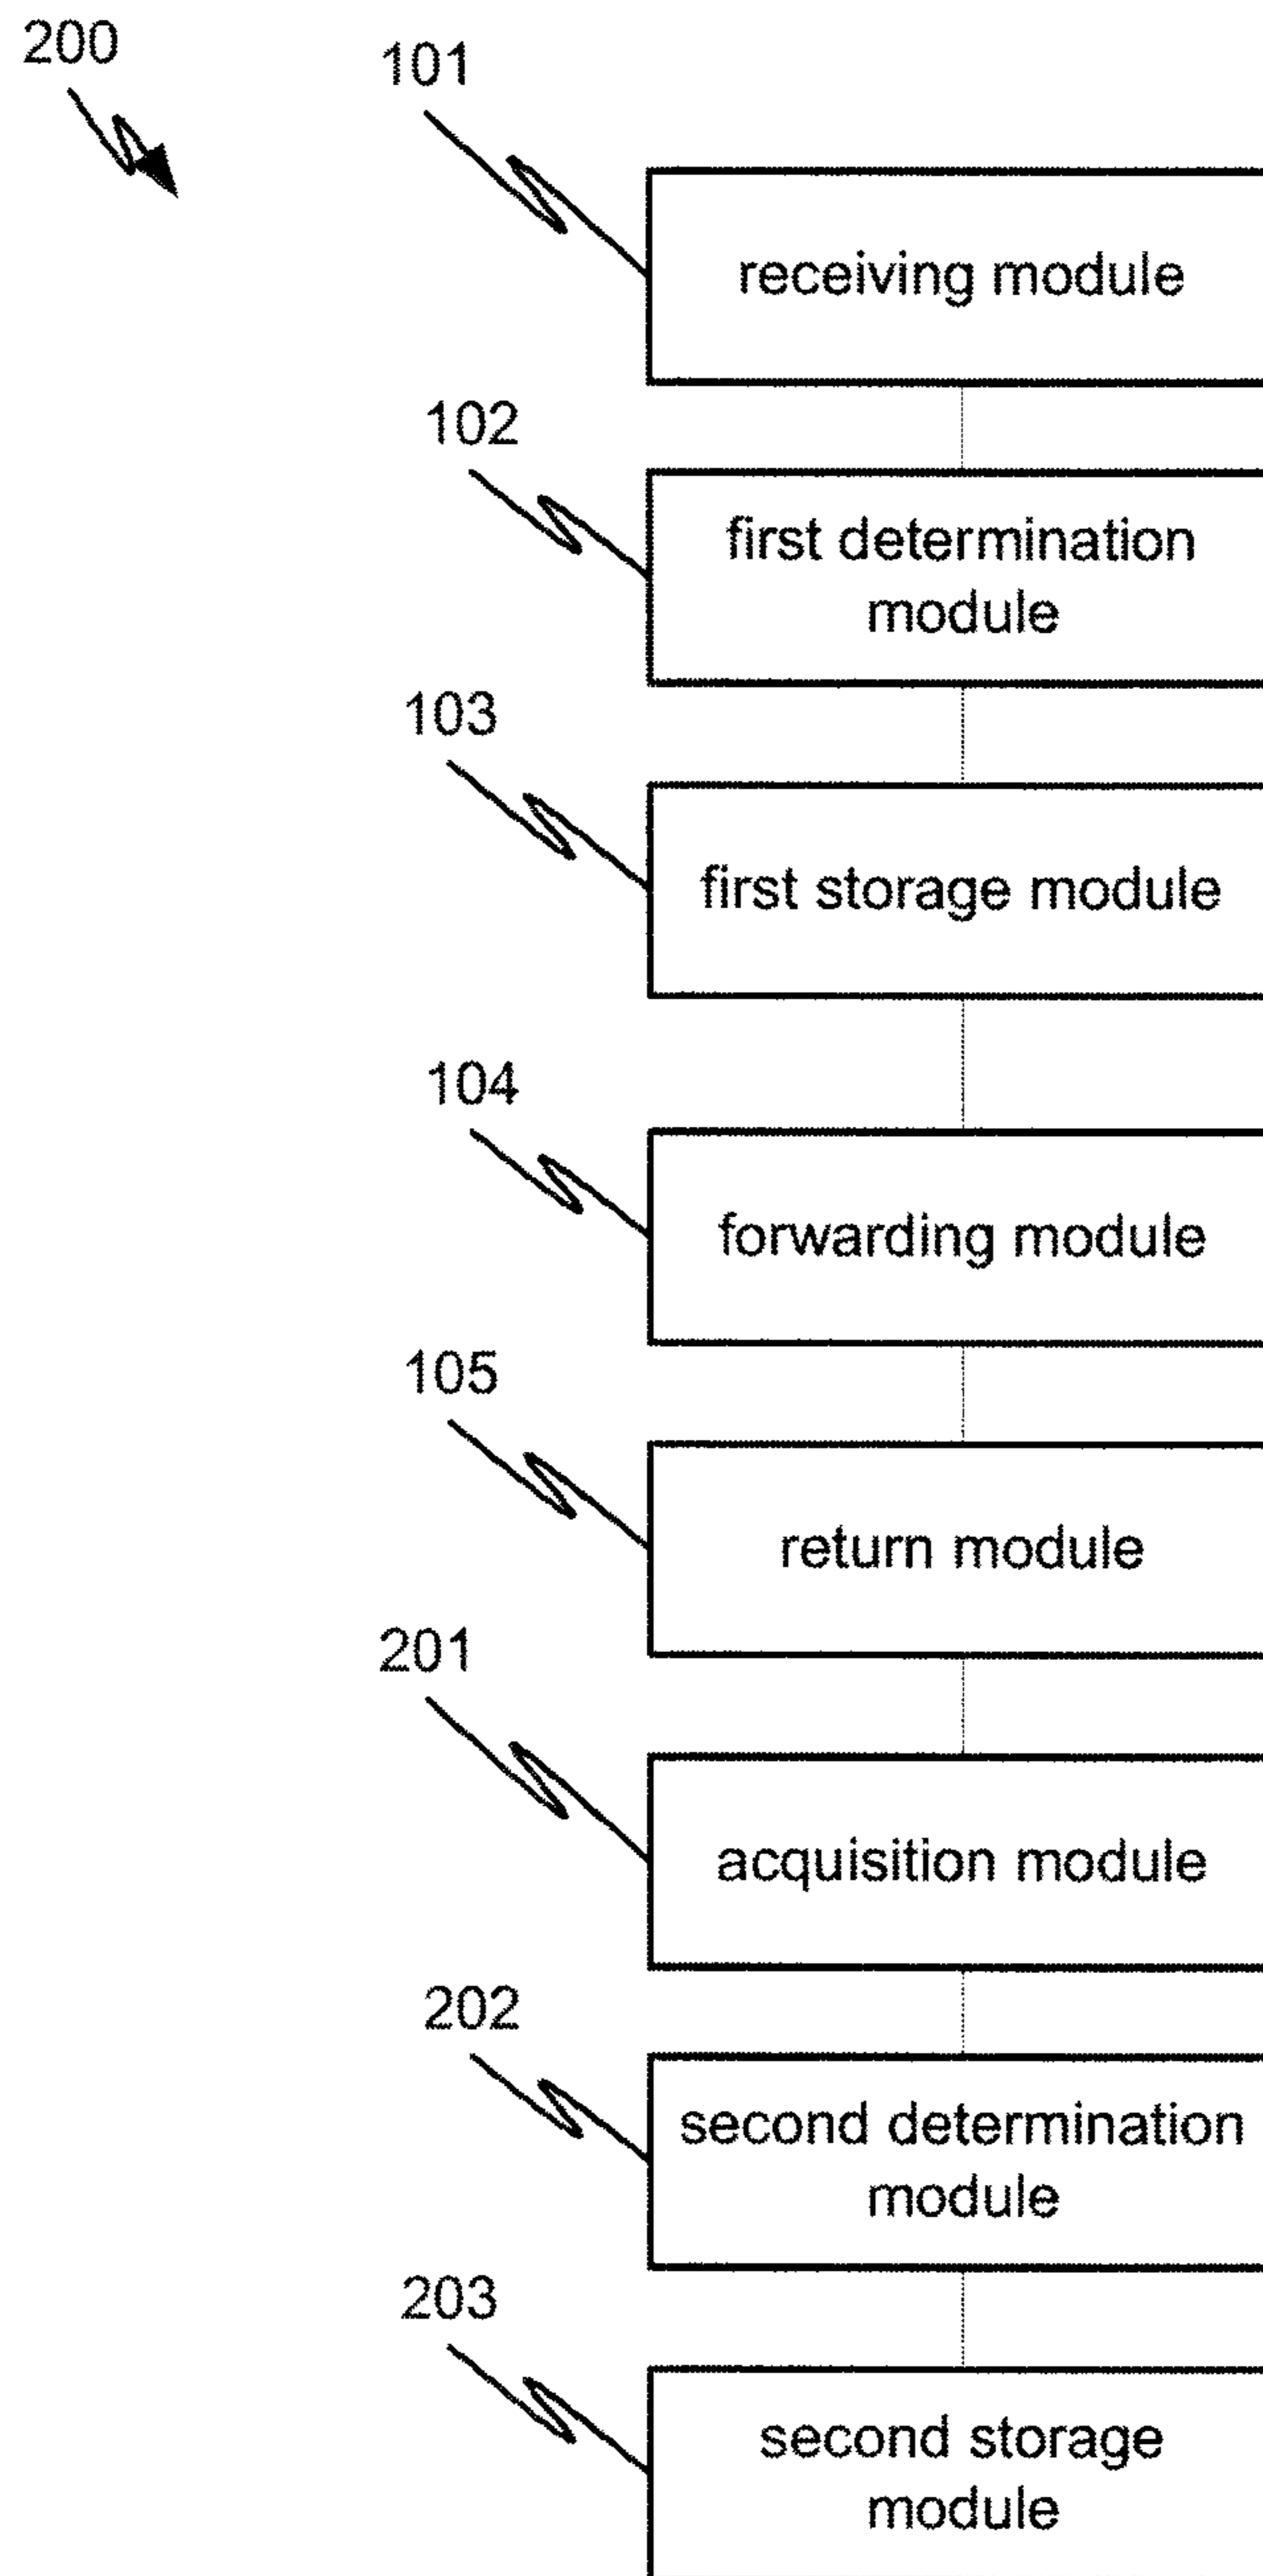 200
101
receiving module
102
first determination
module
103
first storage module
104
forwarding module
105
return module
201
acquisition module
202
second determination
module
203
second storage
module